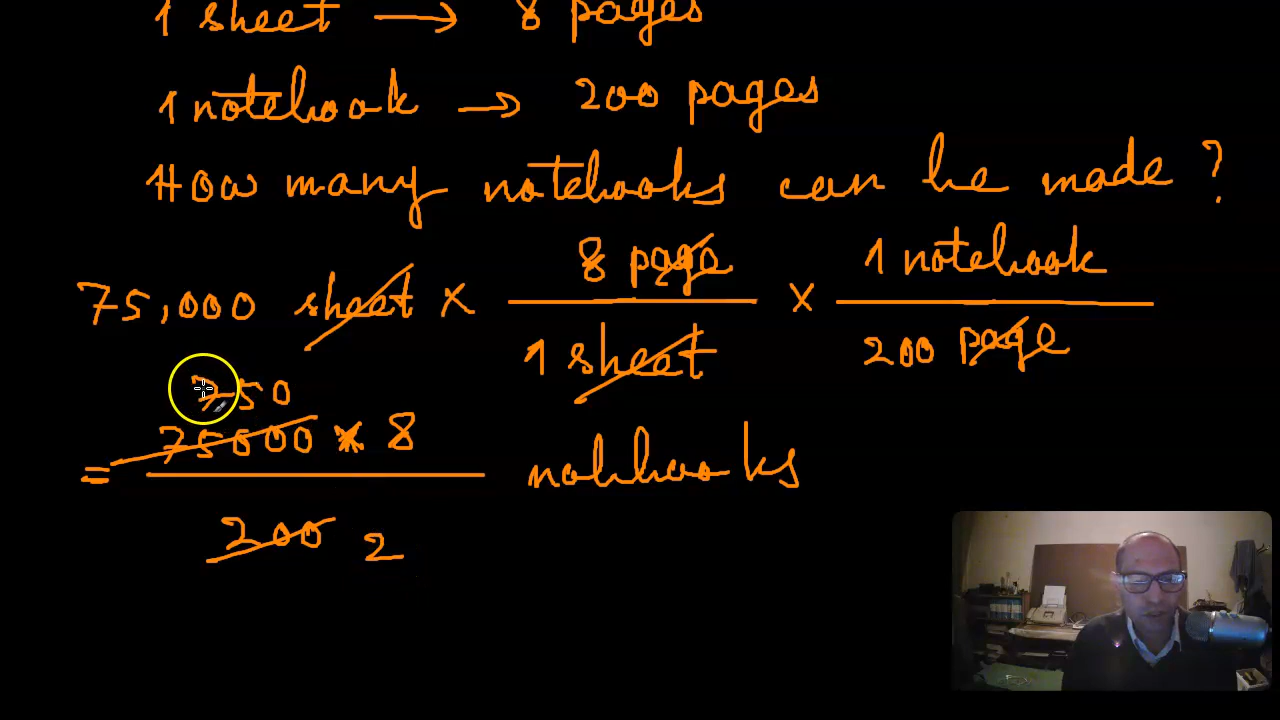 1 sheet → 8 pages
1 notebook → 200 pages
How many notebooks can be made ?
75,000 sheet × 8 page / 1 sheet × 1 notebook / 200 page
750
= 75000 × 8 / 200 2 notebooks